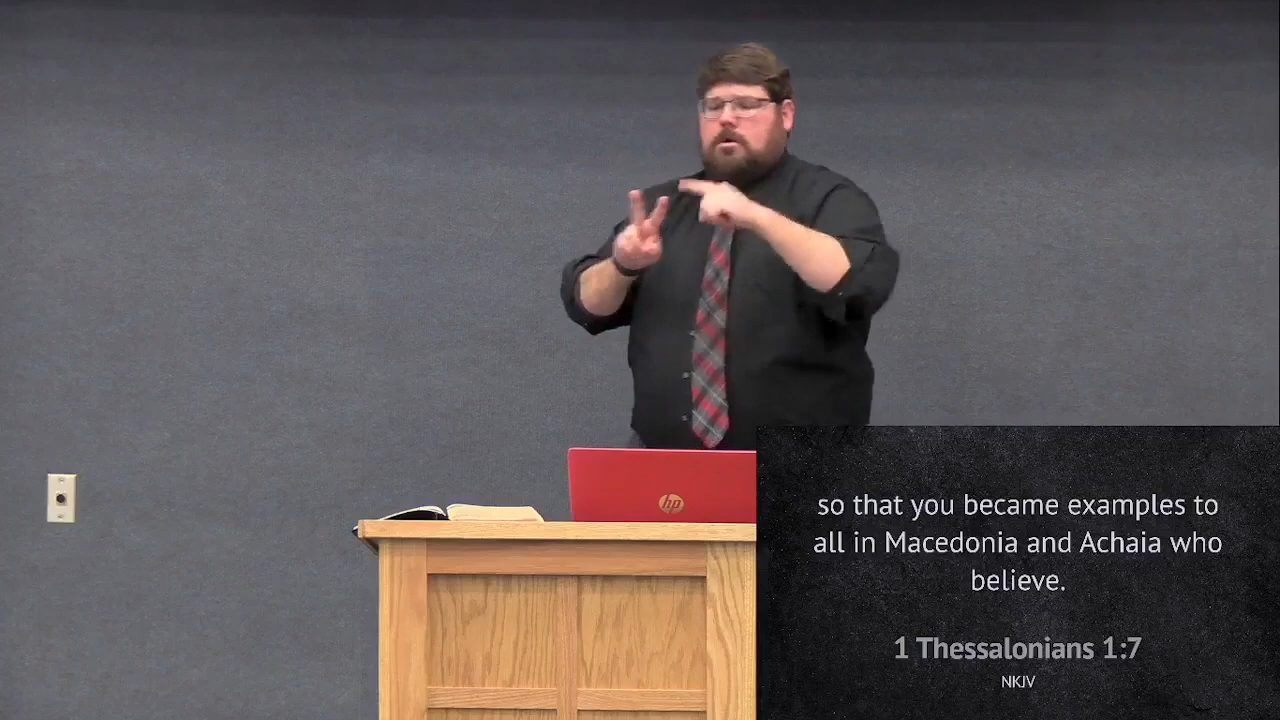 hp
so that you became examples to
all in Macedonia and Achaia who
believe.
1 Thessalonians 1:7
NKJV